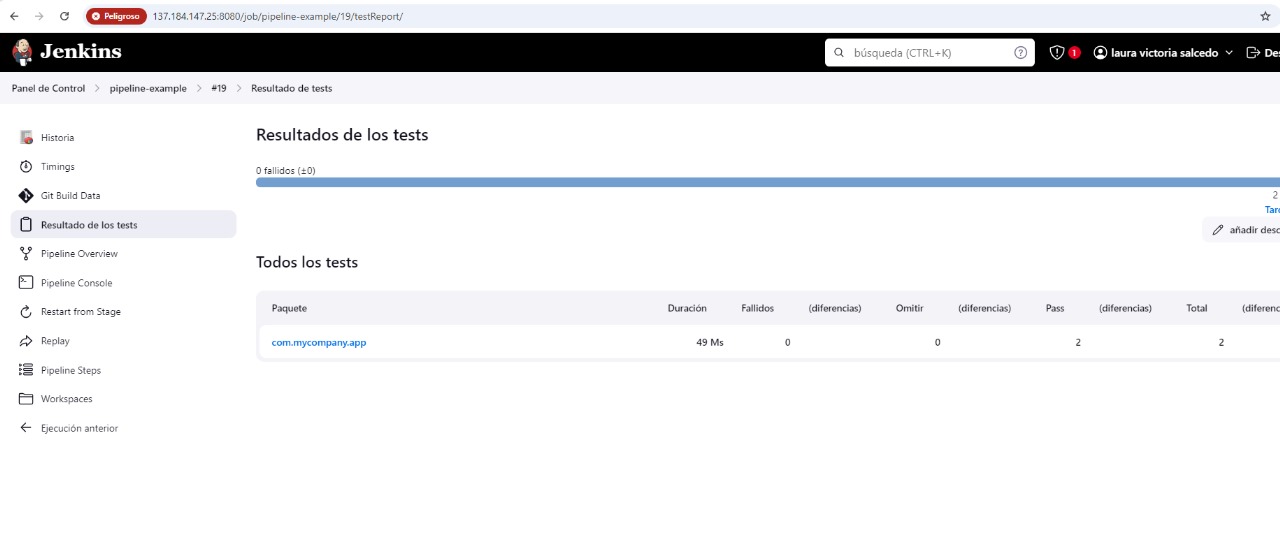 Peligroso 137.184.147.25:8080/job/pipeline-example/19/testReport/
Jenkins búsqueda (CTRL+K) 1 laura victoria salcedo Des
Panel de Control > pipeline-example > #19 > Resultado de tests
Historia
Timings
Git Build Data
Resultado de los tests
Pipeline Overview
Pipeline Console
Restart from Stage
Replay
Pipeline Steps
Workspaces
Ejecución anterior
Resultados de los tests
0 fallidos (±0)
2
Tar
añadir desc
Todos los tests
Paquete Duración Fallidos (diferencias) Omitir (diferencias) Pass (diferencias) Total (diferenc
com.mycompany.app 49 Ms 0 0 2 2